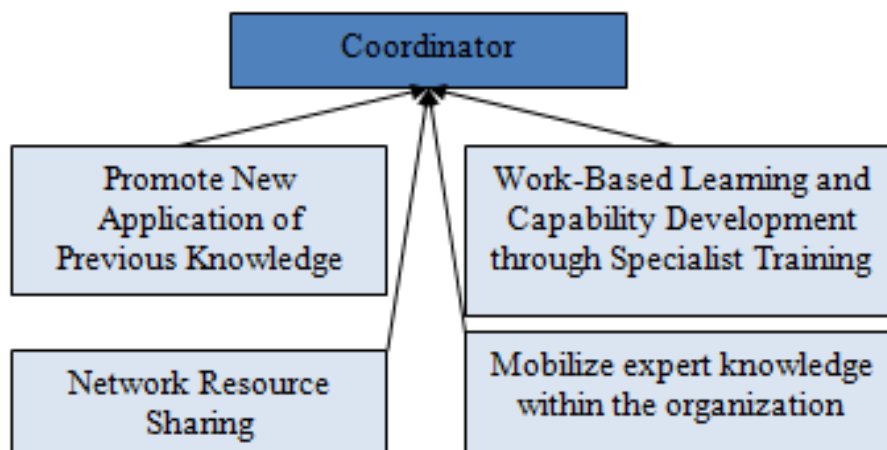 Coordinator
Promote New
Application of
Previous Knowledge
Work-Based Learning and
Capability Development
through Specialist Training
Network Resource
Sharing
Mobilize expert knowledge
within the organization